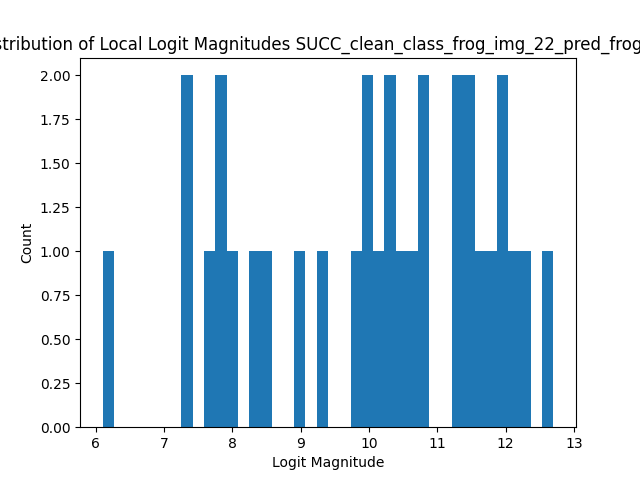 stribution of Local Logit Magnitudes SUCC_clean_class_frog_img_22_pred_frog
2.00
1.75
1.50
1.25
1.00
0.75
0.50
0.25
0.00
Count
6 7 8 9 10 11 12 13
Logit Magnitude